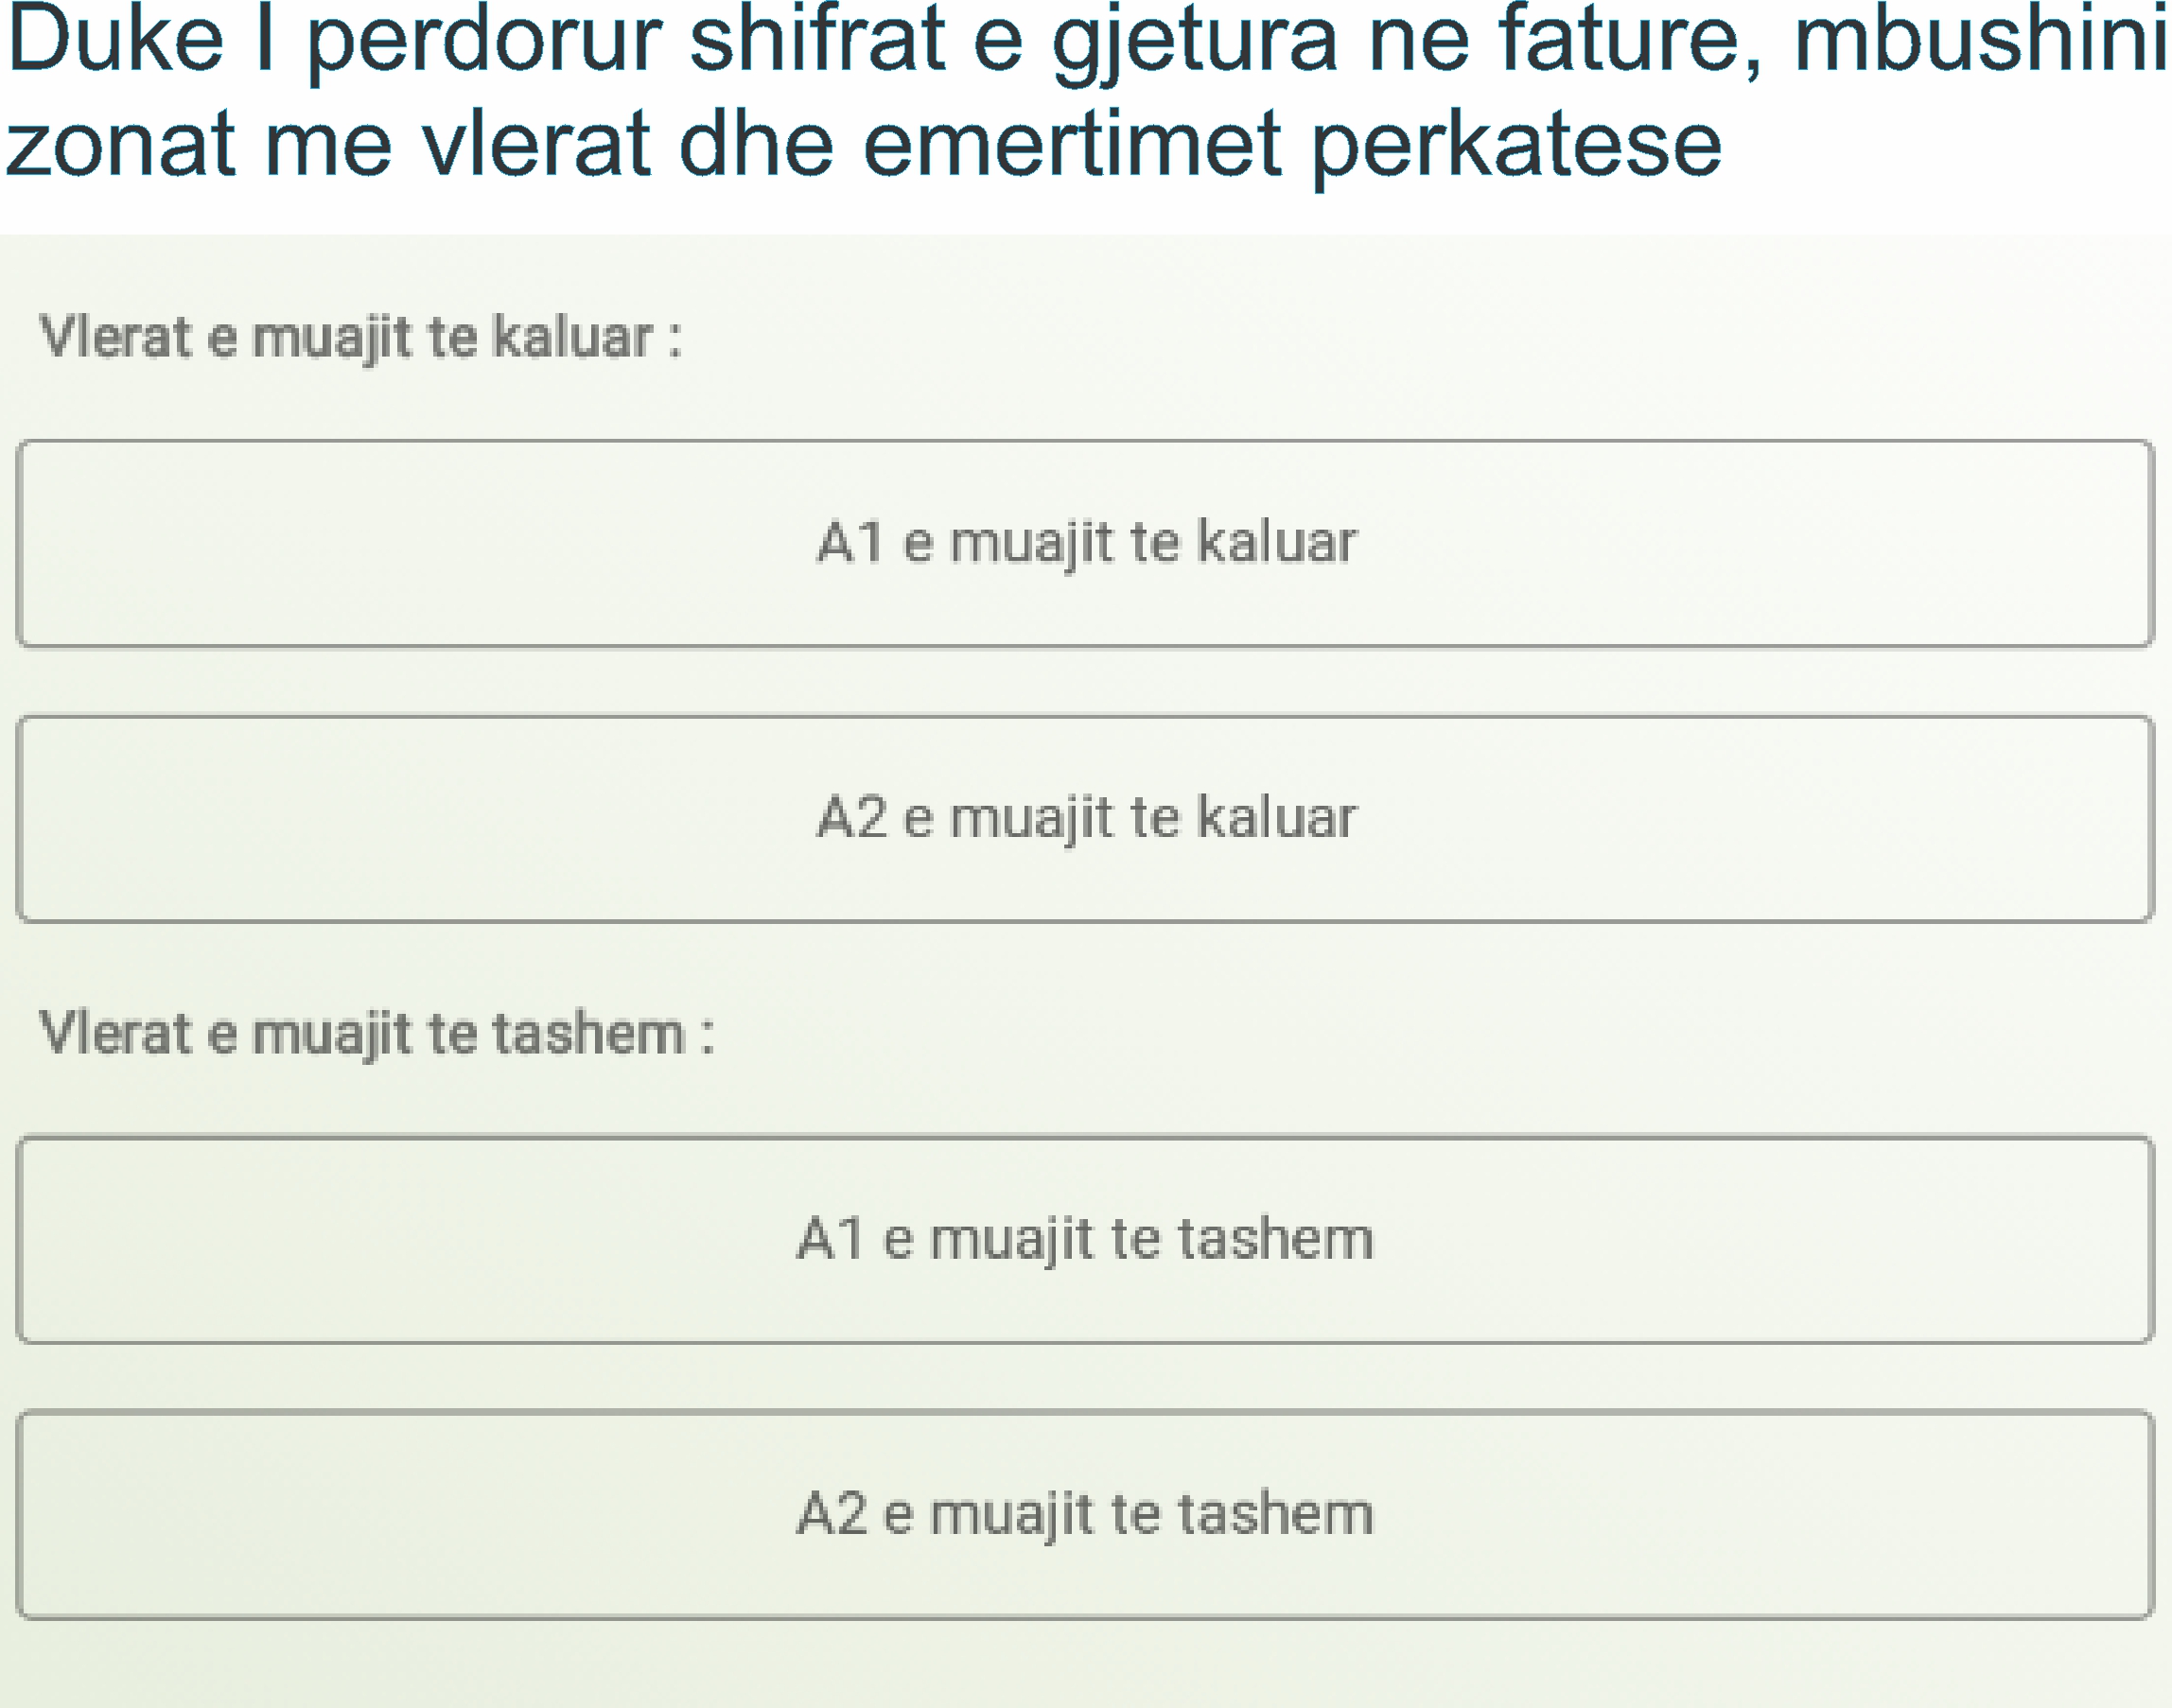 Duke I perdorur shifrat e gjetura ne fature, mbushini
zonat me vlerat dhe emertimet perkatese
Vlerat e muajit te kaluar :
A1 e muajit te kaluar
A2 e muajit te kaluar
Vlerat e muajit te tashem :
A1 e muajit te tashem
A2 e muajit te tashem